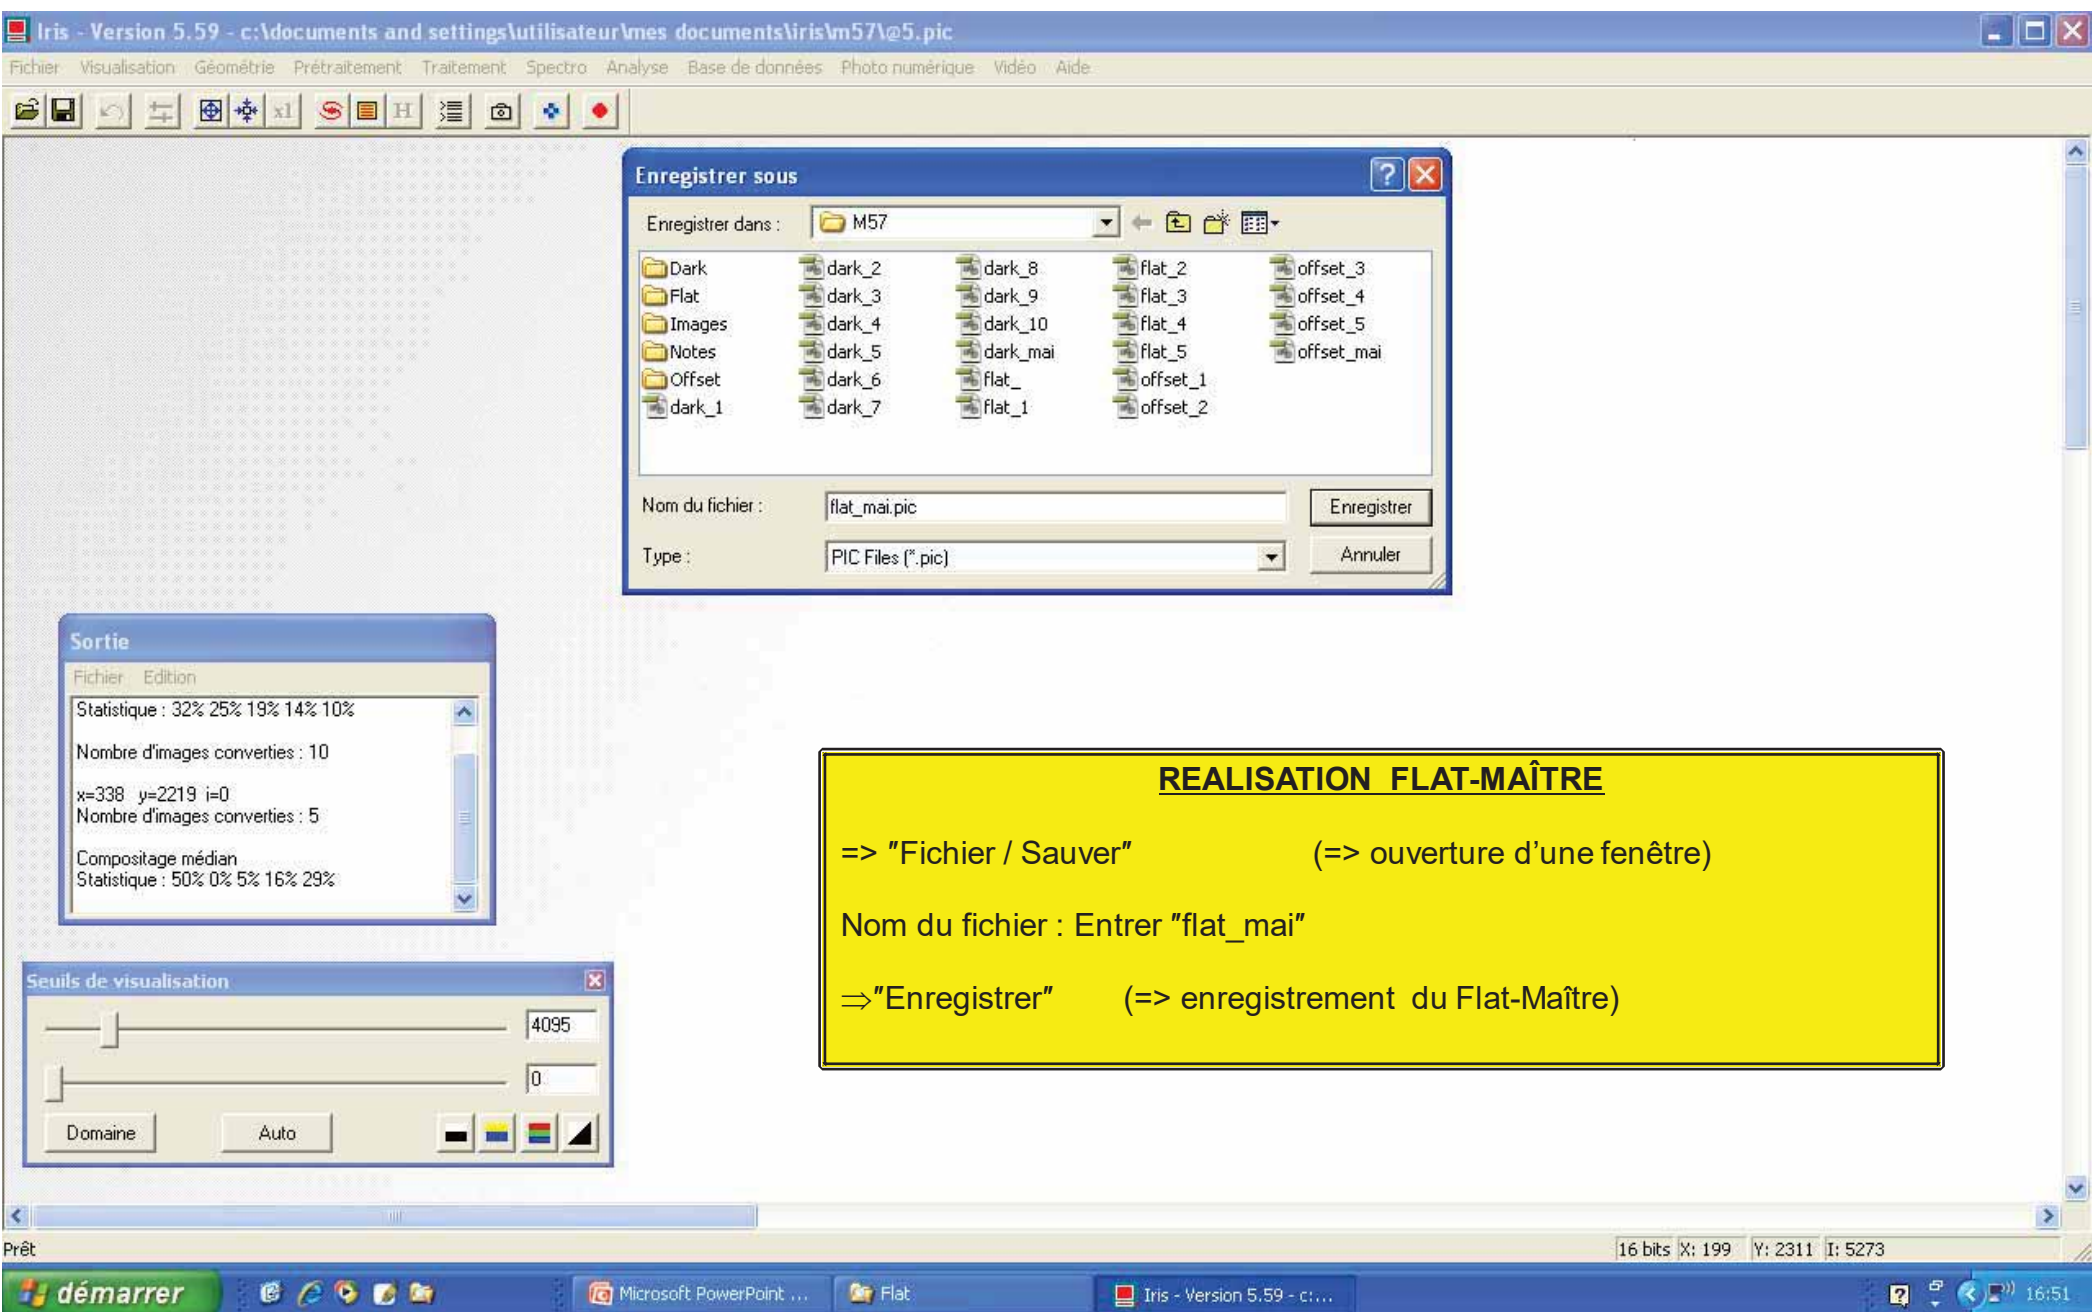 Iris - Version 5.59 - c:\documents and settings\utilisateur\mes documents\iris\m57\@5.pic
Fichier Visualisation Géométrie Prétraitement Traitement Spectro Analyse Base de données Photo numérique Vidéo Aide
x1 H
Enregistrer sous
Enregistrer dans : M57
Dark dark_2 dark_8 flat_2 offset_3
Flat dark_3 dark_9 flat_3 offset_4
Images dark_4 dark_10 flat_4 offset_5
Notes dark_5 dark_mai flat_5 offset_mai
Offset dark_6 flat_ offset_1
dark_1 dark_7 flat_1 offset_2
Nom du fichier : flat_mai.pic Enregistrer
Type : PIC Files (*.pic) Annuler
Sortie
Fichier Edition
Statistique : 32% 25% 19% 14% 10%
Nombre d'images converties : 10
x=338 y=2219 i=0
Nombre d'images converties : 5
Compositage médian
Statistique : 50% 0% 5% 16% 29%
REALISATION FLAT-MAÎTRE
=> "Fichier / Sauver" (=> ouverture d’une fenêtre)
Nom du fichier : Entrer "flat_mai"
⇒"Enregistrer" (=> enregistrement du Flat-Maître)
Seuils de visualisation
4095
0
Domaine Auto
Prêt 16 bits X: 199 Y: 2311 I: 5273
démarrer Microsoft PowerPoint ... Flat Iris - Version 5.59 - c:... 16:51